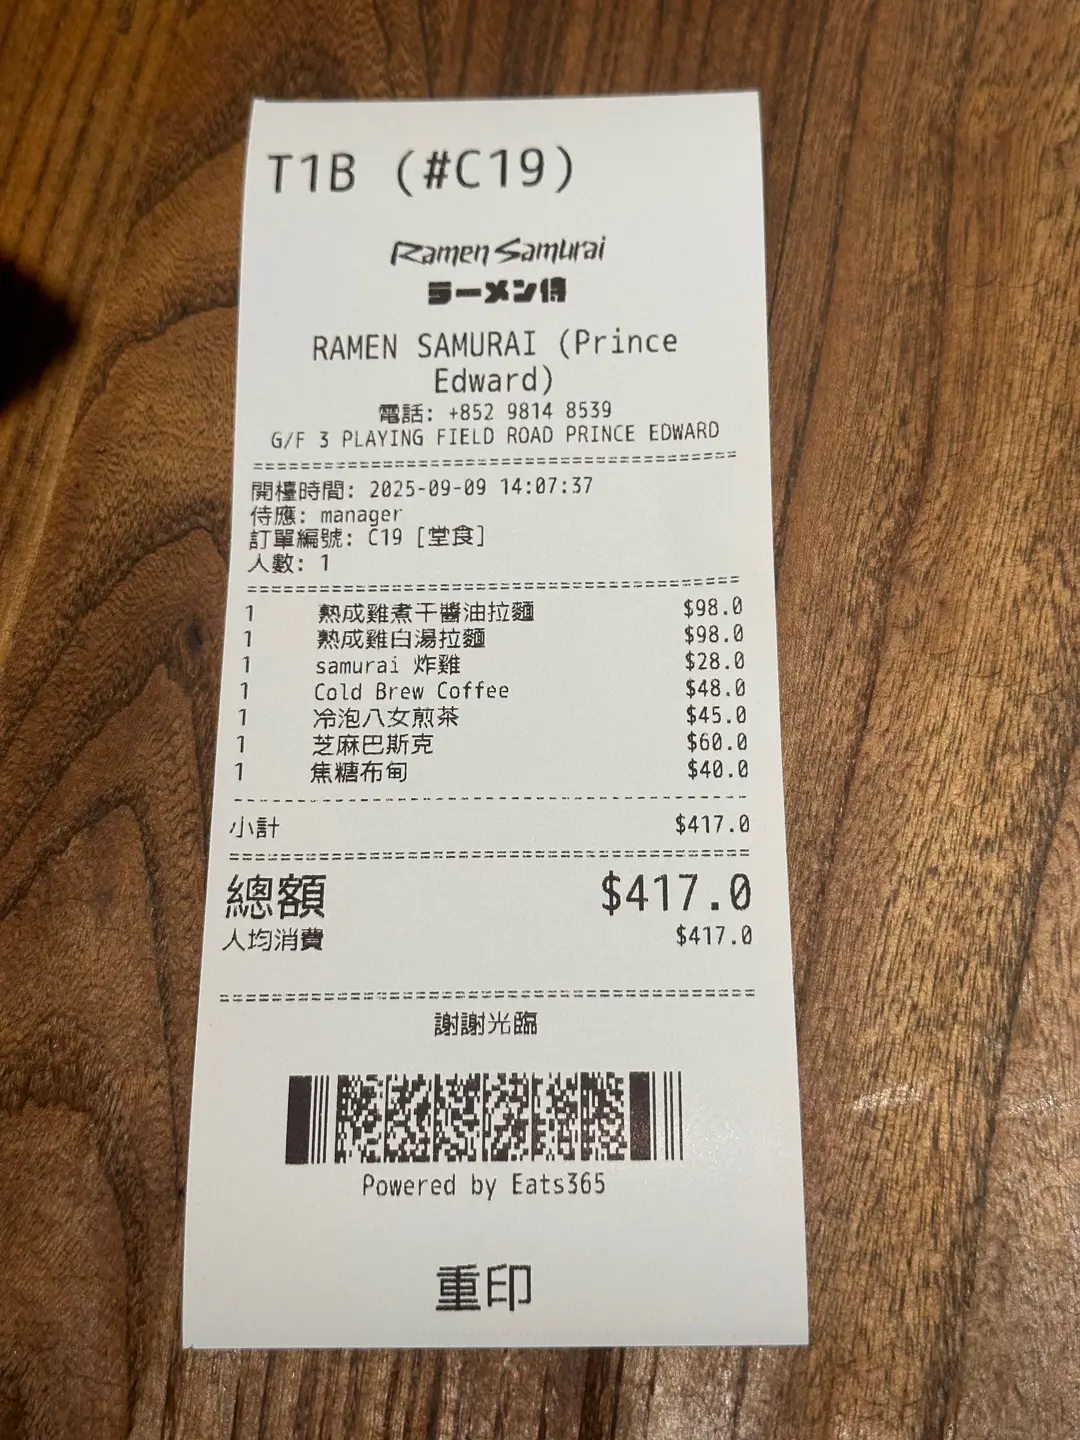 T1B (#C19)
Ramen Samurai
ラーメン侍
RAMEN SAMURAI (Prince
Edward)
電話: +852 9814 8539
G/F 3 PLAYING FIELD ROAD PRINCE EDWARD
開檯時間: 2025-09-09 14:07:37
侍應: manager
訂單編號: C19 [堂食]
人數: 1
1 熟成雞煮干醬油拉麵 $98.0
1 熟成雞白湯拉麵 $98.0
1 samurai 炸雞 $28.0
1 Cold Brew Coffee $48.0
1 冷泡八女煎茶 $45.0
1 芝麻巴斯克 $60.0
1 焦糖布甸 $40.0
小計 $417.0
總額 $417.0
人均消費 $417.0
謝謝光臨
Powered by Eats365
重印